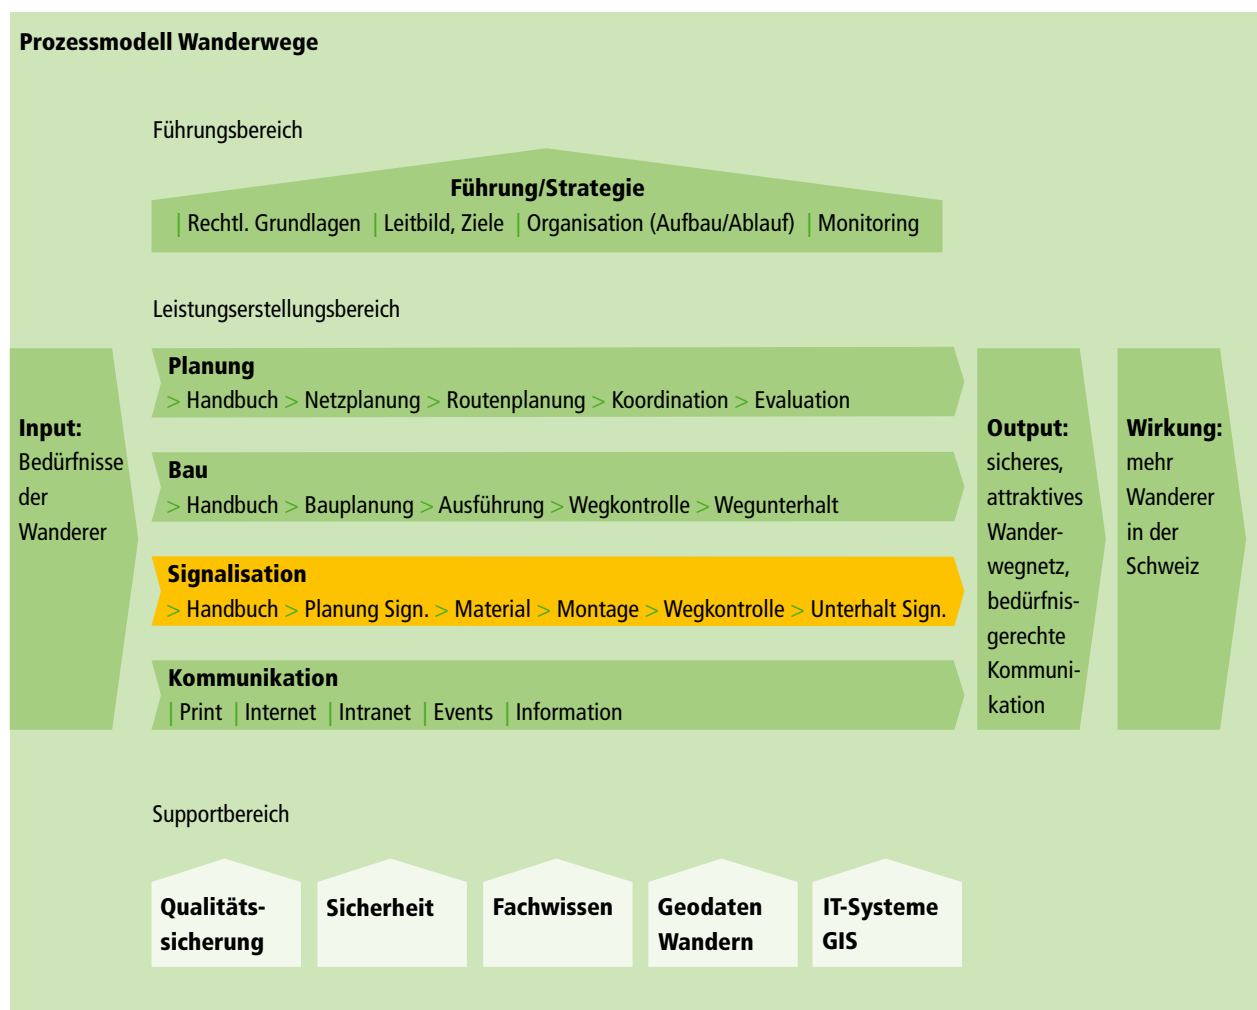 Prozessmodell Wanderwege
Führungsbereich
Führung/Strategie
| Rechtl. Grundlagen | Leitbild, Ziele | Organisation (Aufbau/Ablauf) | Monitoring
Leistungserstellungsbereich
Input:
Bedürfnisse
der
Wanderer
Planung
> Handbuch > Netzplanung > Routenplanung > Koordination > Evaluation
Bau
> Handbuch > Bauplanung > Ausführung > Wegkontrolle > Wegunterhalt
Signalisation
> Handbuch > Planung Sign. > Material > Montage > Wegkontrolle > Unterhalt Sign.
Kommunikation
| Print | Internet | Intranet | Events | Information
Output:
sicheres,
attraktives
Wander-
wegnetz,
bedürfnis-
gerechte
Kommuni-
kation
Wirkung:
mehr
Wanderer
in der
Schweiz
Supportbereich
Qualitäts-
sicherung
Sicherheit
Fachwissen
Geodaten
Wandern
IT-Systeme
GIS